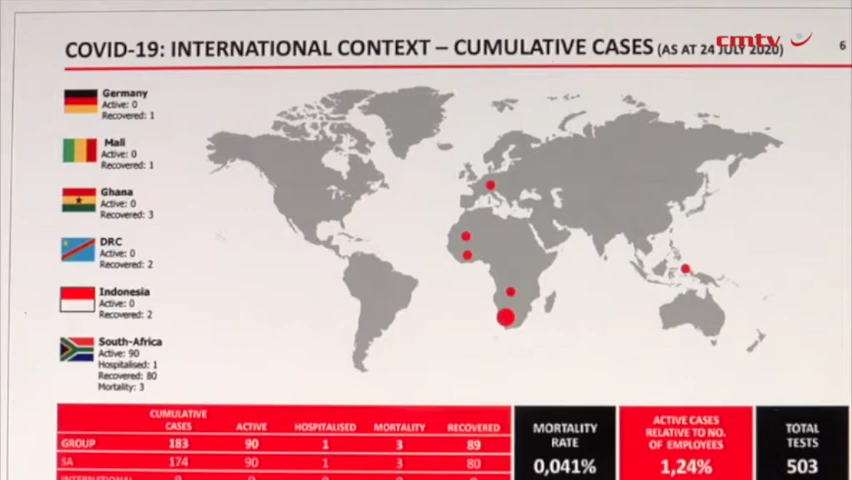 cmtv
COVID-19: INTERNATIONAL CONTEXT – CUMULATIVE CASES (AS AT 24 JULY 2020)
6
Germany
Active: 0
Recovered: 1
Mali
Active: 0
Recovered: 1
Ghana
Active: 0
Recovered: 3
DRC
Active: 0
Recovered: 2
Indonesia
Active: 0
Recovered: 2
South-Africa
Active: 90
Hospitalised: 1
Recovered: 80
Mortality: 3
CUMULATIVE CASES ACTIVE HOSPITALISED MORTALITY RECOVERED
GROUP 183 90 1 3 89
SA 174 90 1 3 80
INTERNATIONAL
MORTALITY
RATE
0,041%
ACTIVE CASES
RELATIVE TO NO.
OF EMPLOYEES
1,24%
TOTAL
TESTS
503